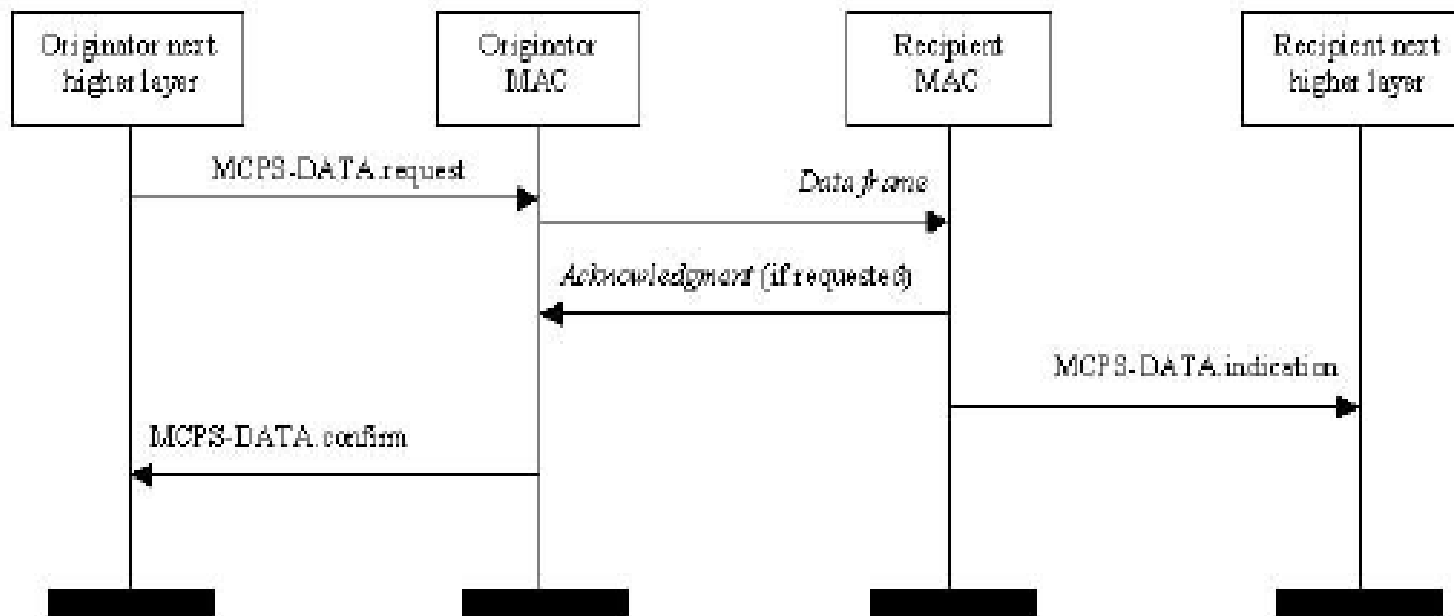 Originator next
higher layer
Originator
MAC
Recipient
MAC
Recipient next
higher layer
MCPS-DATA.request
Data frame
Acknowledgment (if requested)
MCPS-DATA.indication
MCPS-DATA.confirm